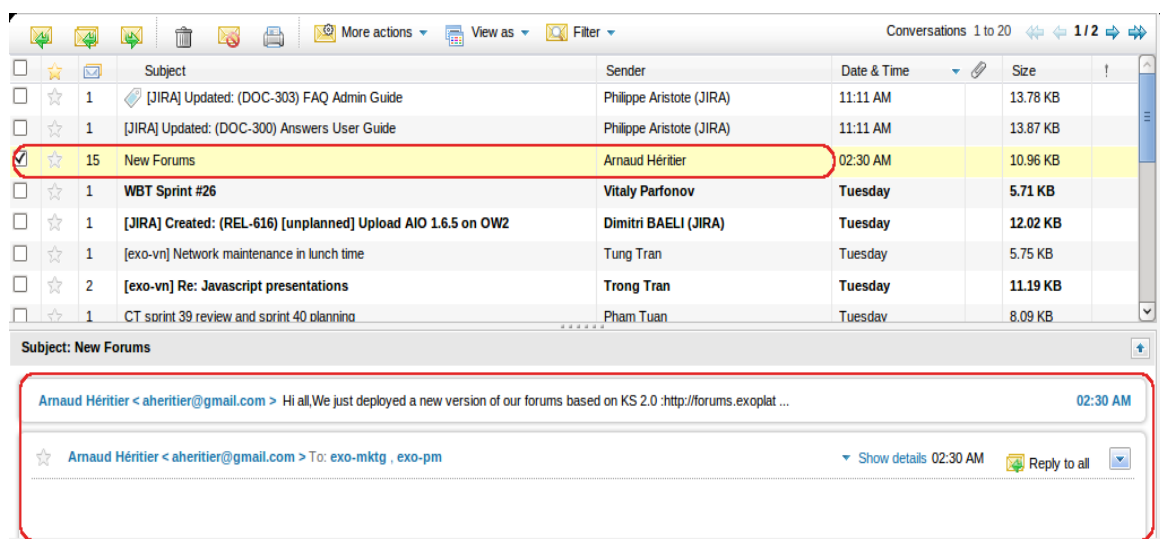 More actions View as Filter Conversations 1 to 20 1 / 2
Subject Sender Date & Time Size !
1 [JIRA] Updated: (DOC-303) FAQ Admin Guide Philippe Aristote (JIRA) 11:11 AM 13.78 KB
1 [JIRA] Updated: (DOC-300) Answers User Guide Philippe Aristote (JIRA) 11:11 AM 13.87 KB
15 New Forums Arnaud Héritier 02:30 AM 10.96 KB
1 WBT Sprint #26 Vitaly Parfonov Tuesday 5.71 KB
1 [JIRA] Created: (REL-616) [unplanned] Upload AIO 1.6.5 on OW2 Dimitri BAELI (JIRA) Tuesday 12.02 KB
1 [exo-vn] Network maintenance in lunch time Tung Tran Tuesday 5.75 KB
2 [exo-vn] Re: Javascript presentations Trong Tran Tuesday 11.19 KB
1 CT sprint 39 review and sprint 40 planning Pham Tuan Tuesday 8.09 KB
Subject: New Forums
Arnaud Héritier < aheritier@gmail.com > Hi all,We just deployed a new version of our forums based on KS 2.0 :http://forums.exoplat ... 02:30 AM
Arnaud Héritier < aheritier@gmail.com > To: exo-mktg , exo-pm Show details 02:30 AM Reply to all